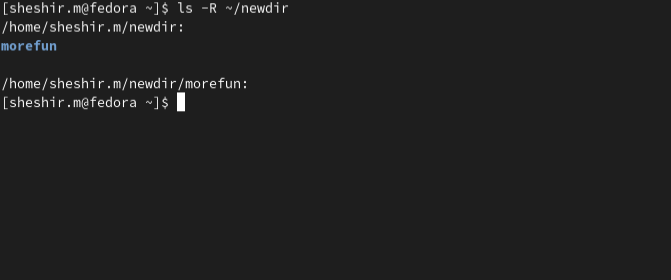 [sheshir.m@fedora ~]$ ls -R ~/newdir
/home/sheshir.m/newdir:
morefun
/home/sheshir.m/newdir/morefun:
[sheshir.m@fedora ~]$